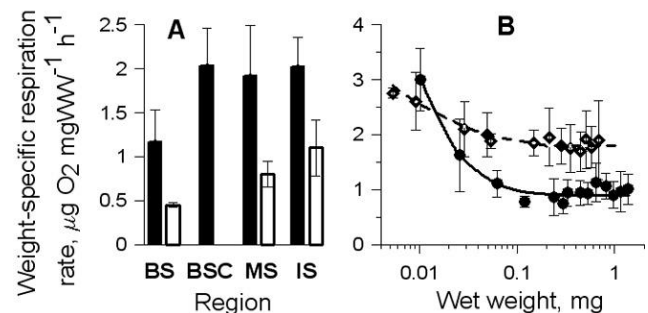 Weight-specific respiration
rate, µg O2 mgWW-1 h-1
A
2.5
2
1.5
1
0.5
0
BS BSC MS IS
Region
B
4
3
2
1
0
0.01 0.1 1
Wet weight, mg